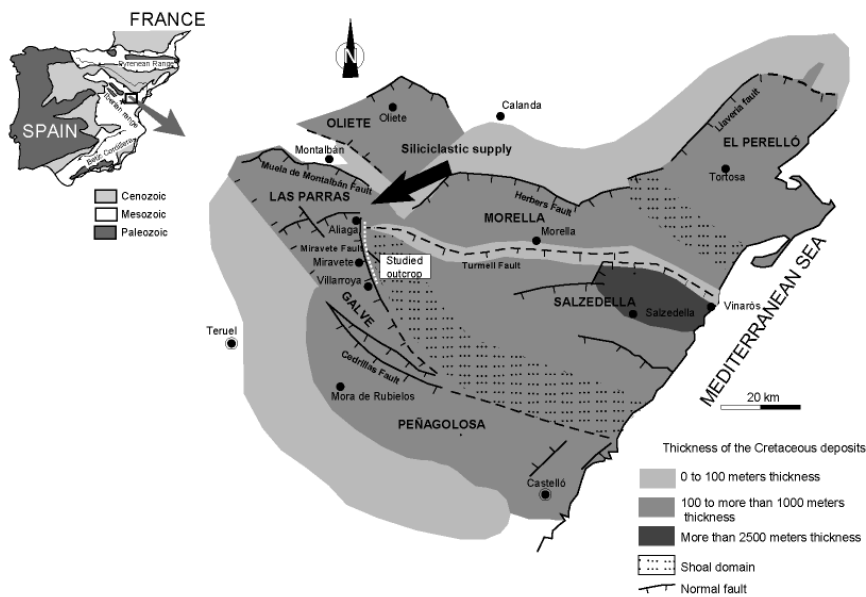 FRANCE
Pyrenean Range
Iberian range
SPAIN
Betic Cordillera
Cenozoic
Mesozoic
Paleozoic
N
Calanda
Oliete
OLIETE
Llaveria fault
EL PERELLÓ
Montalbán
Siliciclastic supply
Tortosa
Muela de Montalbán Fault
LAS PARRAS
Herbers Fault
MORELLA
Aliaga
Morella
Miravete Fault
Miravete
Studied
outcrop
Turmell Fault
Villarroya
SALZEDELLA
Vinaròs
GALVE
Salzedella
Teruel
MEDITERRANEAN SEA
Cedrillas Fault
Mora de Rubielos
20 km
PEÑAGOLOSA
Castelló
Thickness of the Cretaceous deposits
0 to 100 meters thickness
100 to more than 1000 meters
thickness
More than 2500 meters thickness
Shoal domain
Normal fault